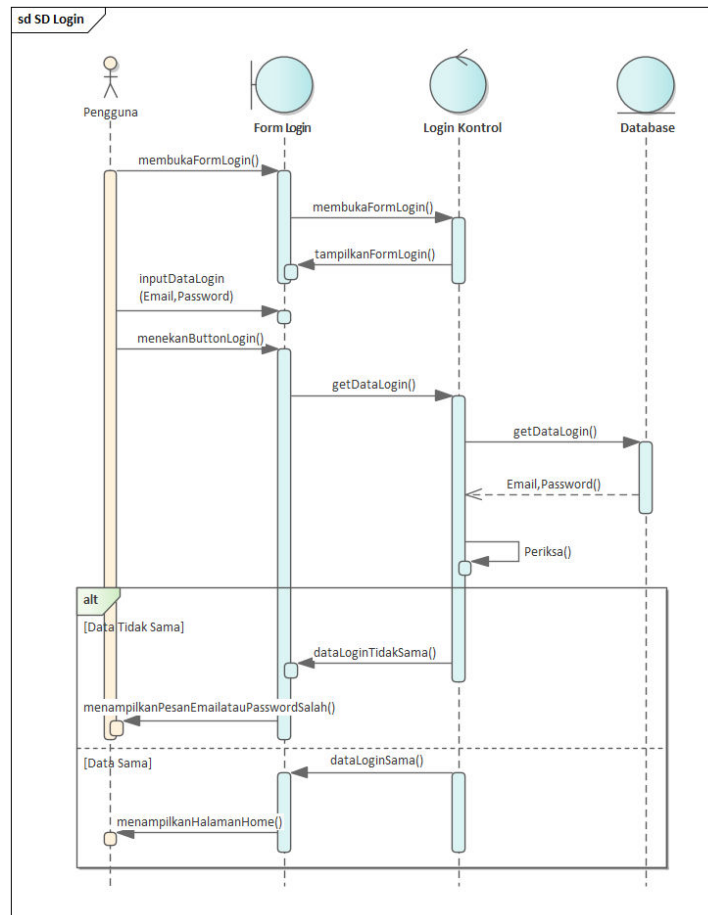 sd SD Login
Pengguna
Form Login
Login Kontrol
Database
membukaFormLogin()
membukaFormLogin()
tampilkanFormLogin()
inputDataLogin
(Email,Password)
menekanButtonLogin()
getDataLogin()
getDataLogin()
Email,Password()
Periksa()
alt
[Data Tidak Sama]
dataLoginTidakSama()
menampilkanPesanEmailatauPasswordSalah()
[Data Sama]
dataLoginSama()
menampilkanHalamanHome()